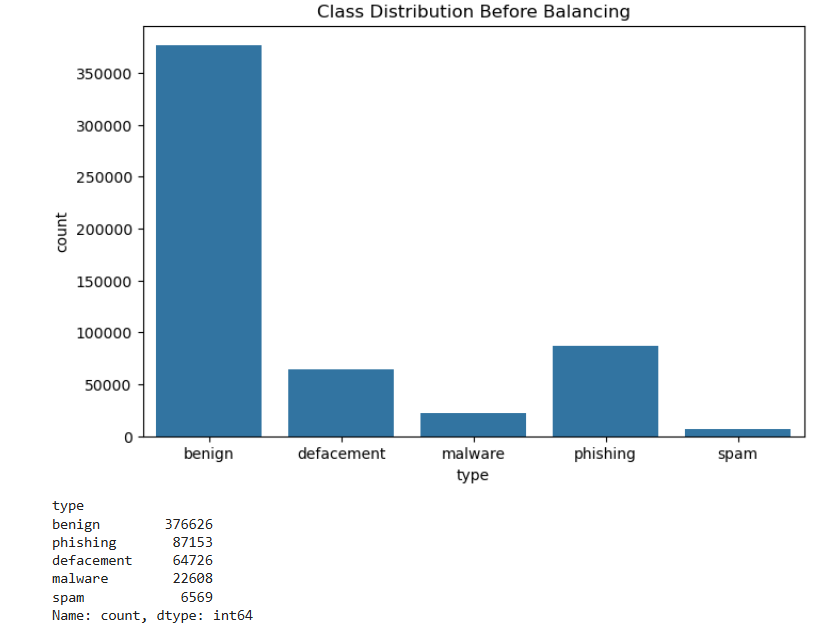 Class Distribution Before Balancing
350000
300000
250000
200000
150000
100000
50000
0
count
benign defacement malware phishing spam
type
type
benign 376626
phishing 87153
defacement 64726
malware 22608
spam 6569
Name: count, dtype: int64